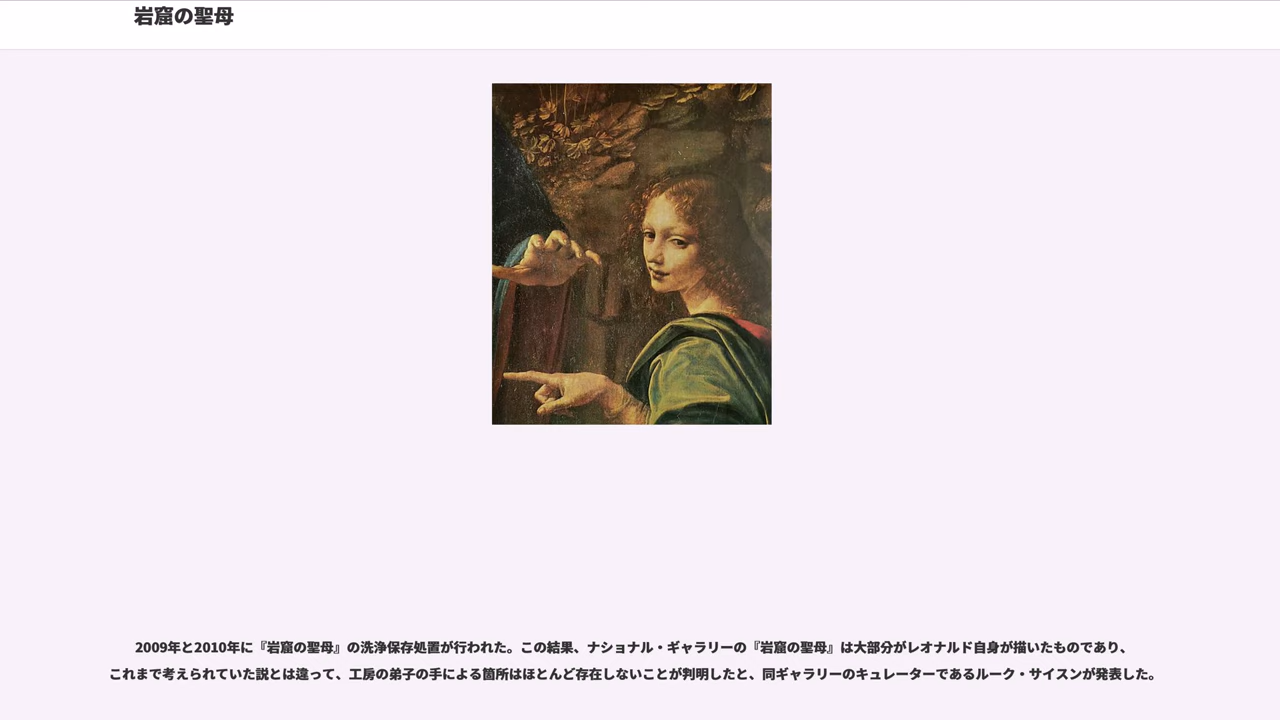 岩窟の聖母
2009年と2010年に『岩窟の聖母』の洗浄保存処置が行われた。この結果、ナショナル・ギャラリーの『岩窟の聖母』は大部分がレオナルド自身が描いたものであり、
これまで考えられていた説とは違って、工房の弟子の手による箇所はほとんど存在しないことが判明したと、同ギャラリーのキュレーターであるルーク・サイスンが発表した。